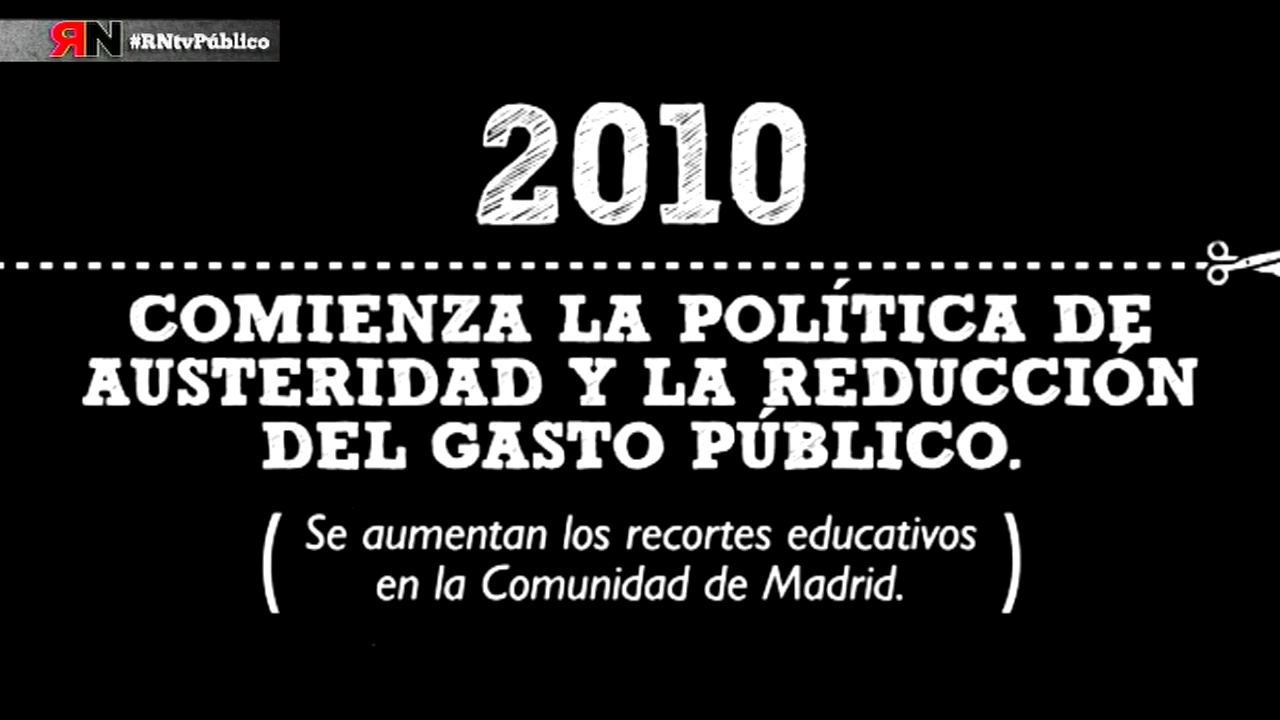 RN #RNtvPúblico
2010
COMIENZA LA POLÍTICA DE
AUSTERIDAD Y LA REDUCCIÓN
DEL GASTO PÚBLICO.
( Se aumentan los recortes educativos
en la Comunidad de Madrid. )